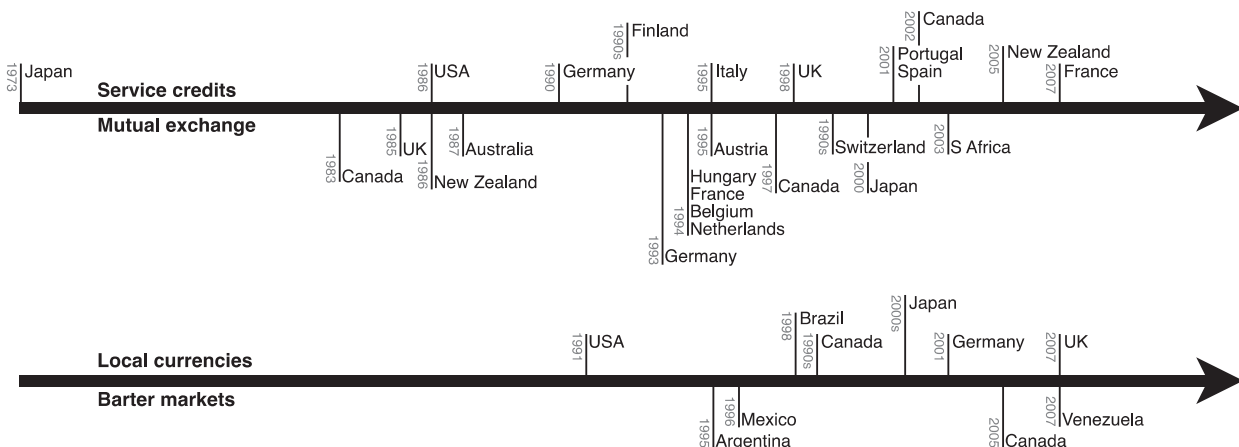 2002 Canada
1990s Finland
1973 Japan
1986 USA
1990 Germany
1995 Italy
1998 UK
2001 Portugal
Spain
2005 New Zealand
2007 France
Service credits
Mutual exchange
1983 Canada
1985 UK
1986 New Zealand
1987 Australia
1993 Germany
1994 Hungary
France
Belgium
Netherlands
1995 Austria
1997 Canada
1990s Switzerland
2000 Japan
2003 S Africa
1991 USA
1998 Brazil
1990s Canada
2000s Japan
2001 Germany
2007 UK
Local currencies
Barter markets
1995 Argentina
1996 Mexico
2005 Canada
2007 Venezuela